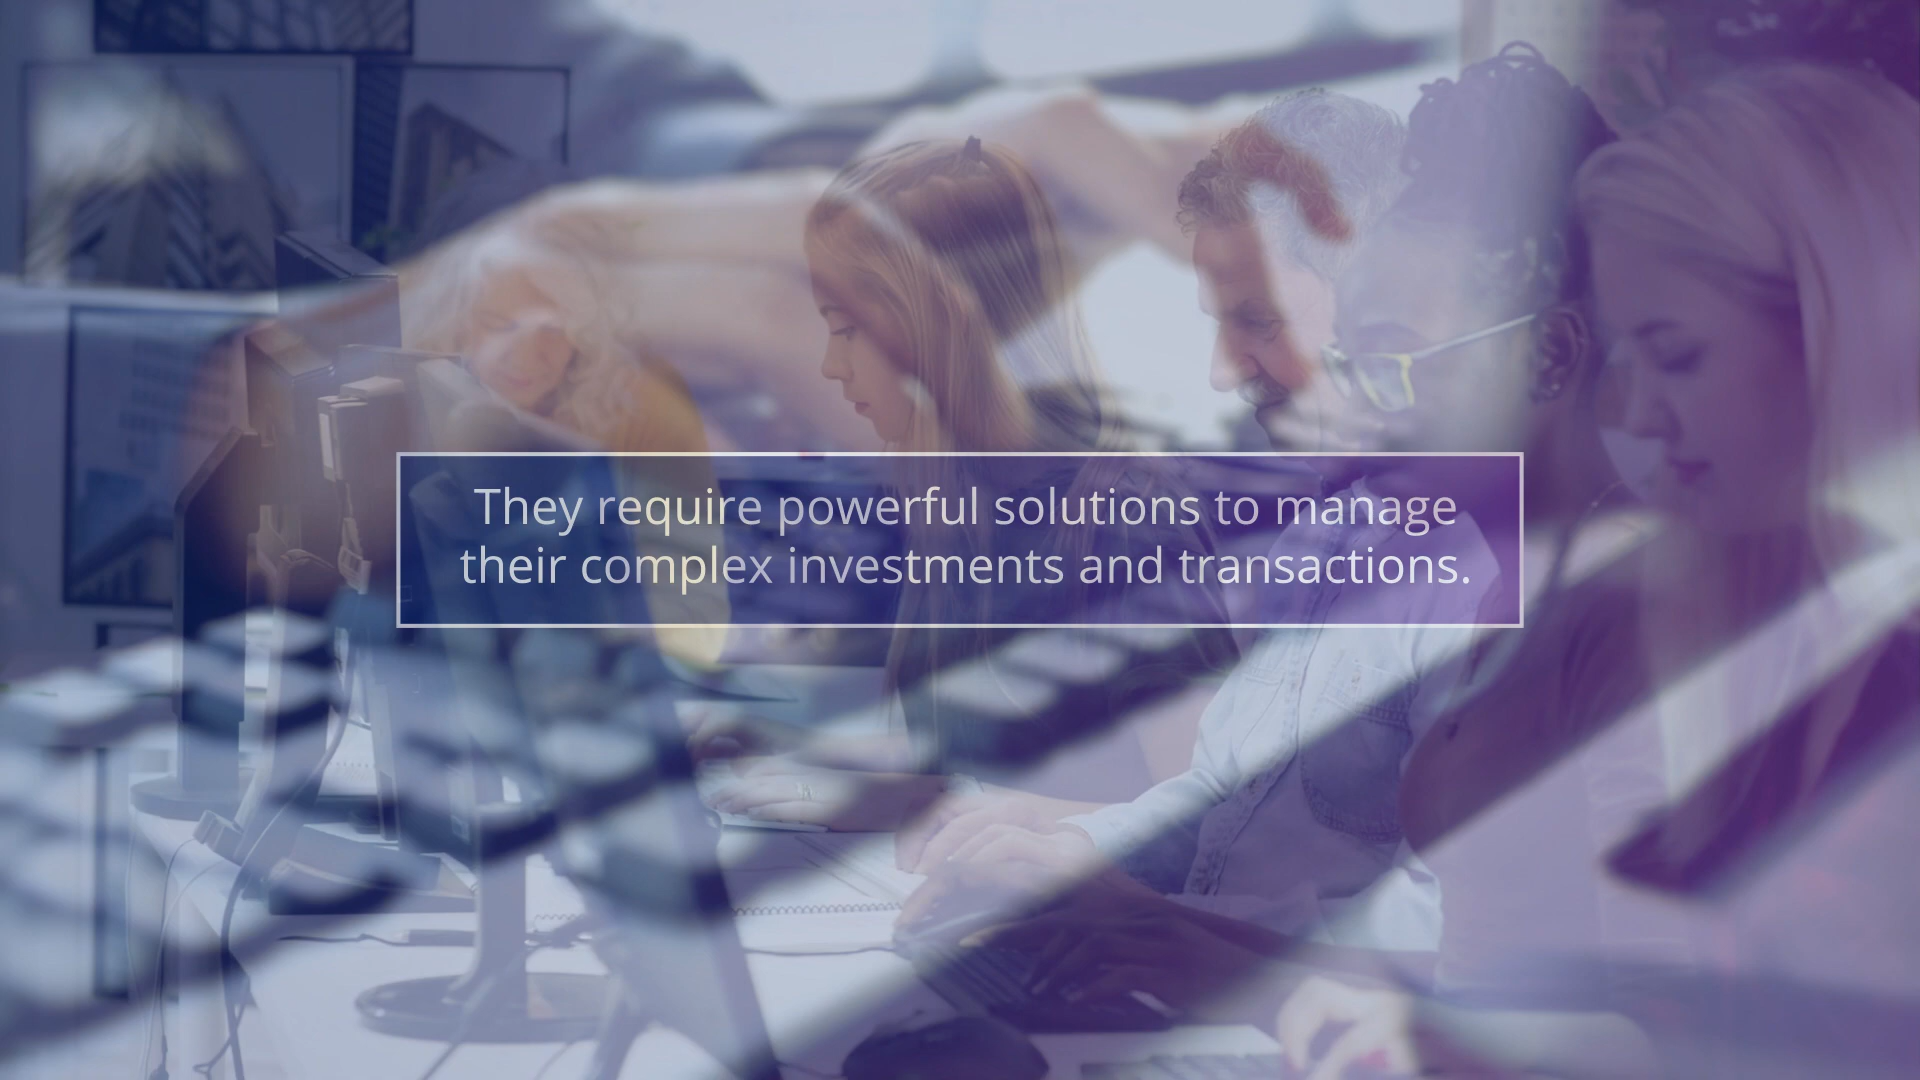 They require powerful solutions to manage
their complex investments and transactions.